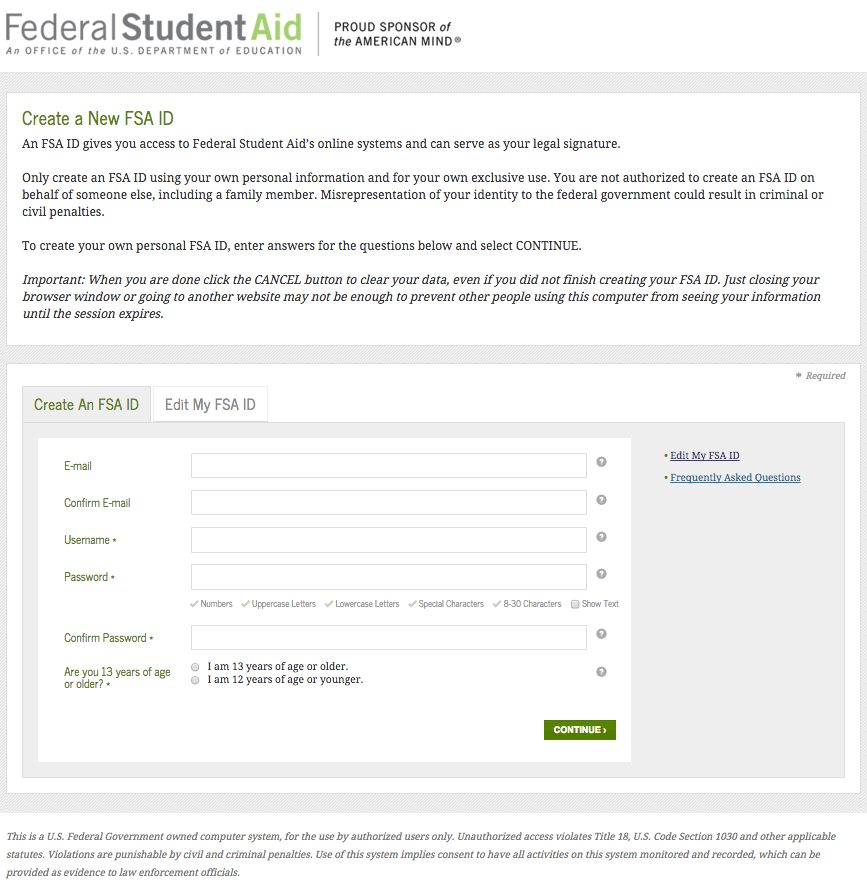 Federal Student Aid
An OFFICE of the U.S. DEPARTMENT of EDUCATION
PROUD SPONSOR of
the AMERICAN MIND®
Create a New FSA ID
An FSA ID gives you access to Federal Student Aid's online systems and can serve as your legal signature.
Only create an FSA ID using your own personal information and for your own exclusive use. You are not authorized to create an FSA ID on
behalf of someone else, including a family member. Misrepresentation of your identity to the federal government could result in criminal or
civil penalties.
To create your own personal FSA ID, enter answers for the questions below and select CONTINUE.
Important: When you are done click the CANCEL button to clear your data, even if you did not finish creating your FSA ID. Just closing your
browser window or going to another website may not be enough to prevent other people using this computer from seeing your information
until the session expires.
* Required
Create An FSA ID
Edit My FSA ID
E-mail
?
• Edit My FSA ID
• Frequently Asked Questions
Confirm E-mail
?
Username *
?
Password *
?
Numbers Uppercase Letters Lowercase Letters Special Characters 8-30 Characters Show Text
Confirm Password *
?
Are you 13 years of age
or older? *
I am 13 years of age or older.
I am 12 years of age or younger.
?
CONTINUE ›
This is a U.S. Federal Government owned computer system, for the use by authorized users only. Unauthorized access violates Title 18, U.S. Code Section 1030 and other applicable
statutes. Violations are punishable by civil and criminal penalties. Use of this system implies consent to have all activities on this system monitored and recorded, which can be
provided as evidence to law enforcement officials.